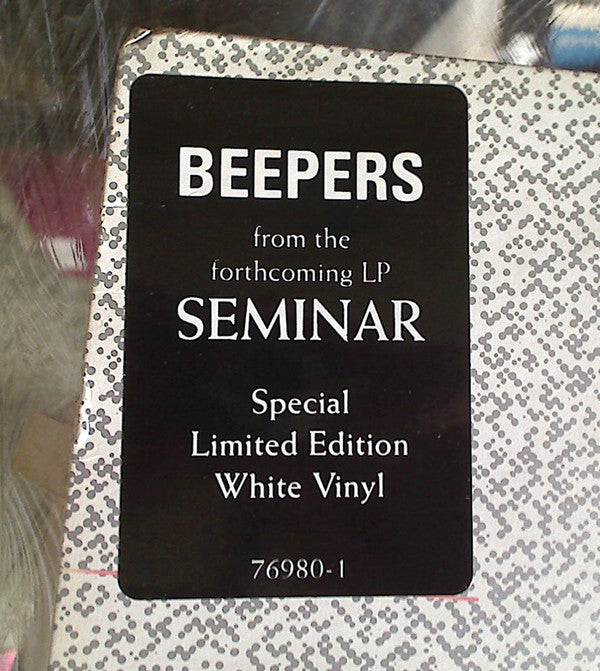 BEEPERS
from the
forthcoming LP
SEMINAR
Special
Limited Edition
White Vinyl
76980-1